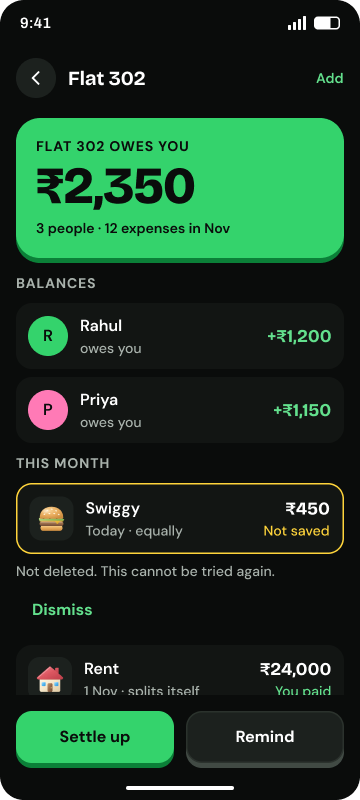 9:41
Flat 302
Add
FLAT 302 OWES YOU
₹2,350
3 people · 12 expenses in Nov
BALANCES
R
Rahul
owes you
+₹1,200
P
Priya
owes you
+₹1,150
THIS MONTH
Swiggy
₹450
Today · equally
Not saved
Not deleted. This cannot be tried again.
Dismiss
Rent
₹24,000
1 Nov · splits itself
You paid
Settle up
Remind